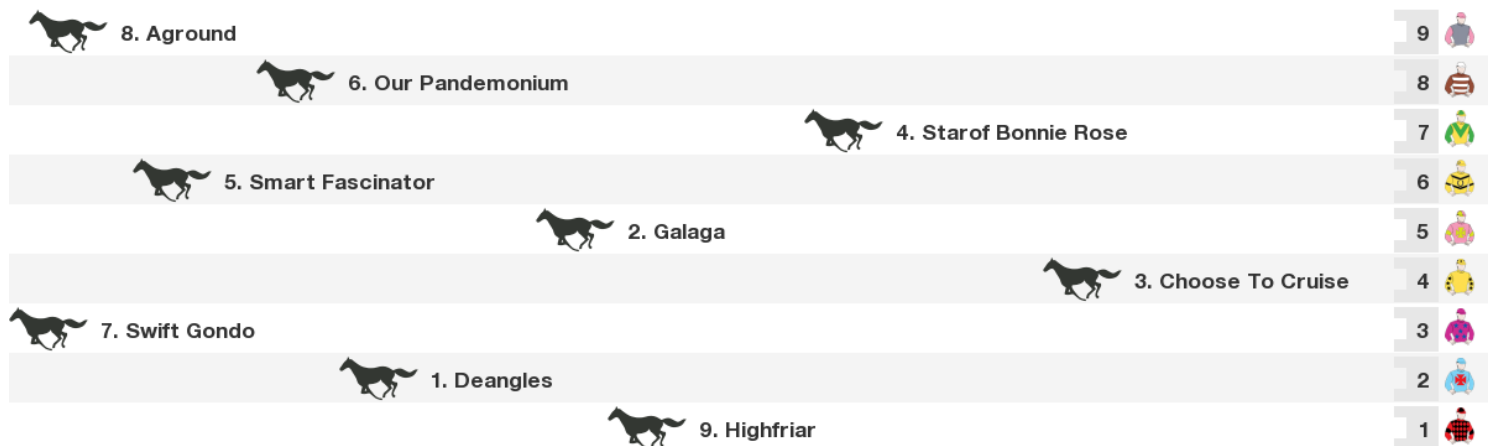 8. Aground 9
6. Our Pandemonium 8
4. Starof Bonnie Rose 7
5. Smart Fascinator 6
2. Galaga 5
3. Choose To Cruise 4
7. Swift Gondo 3
1. Deangles 2
9. Highfriar 1